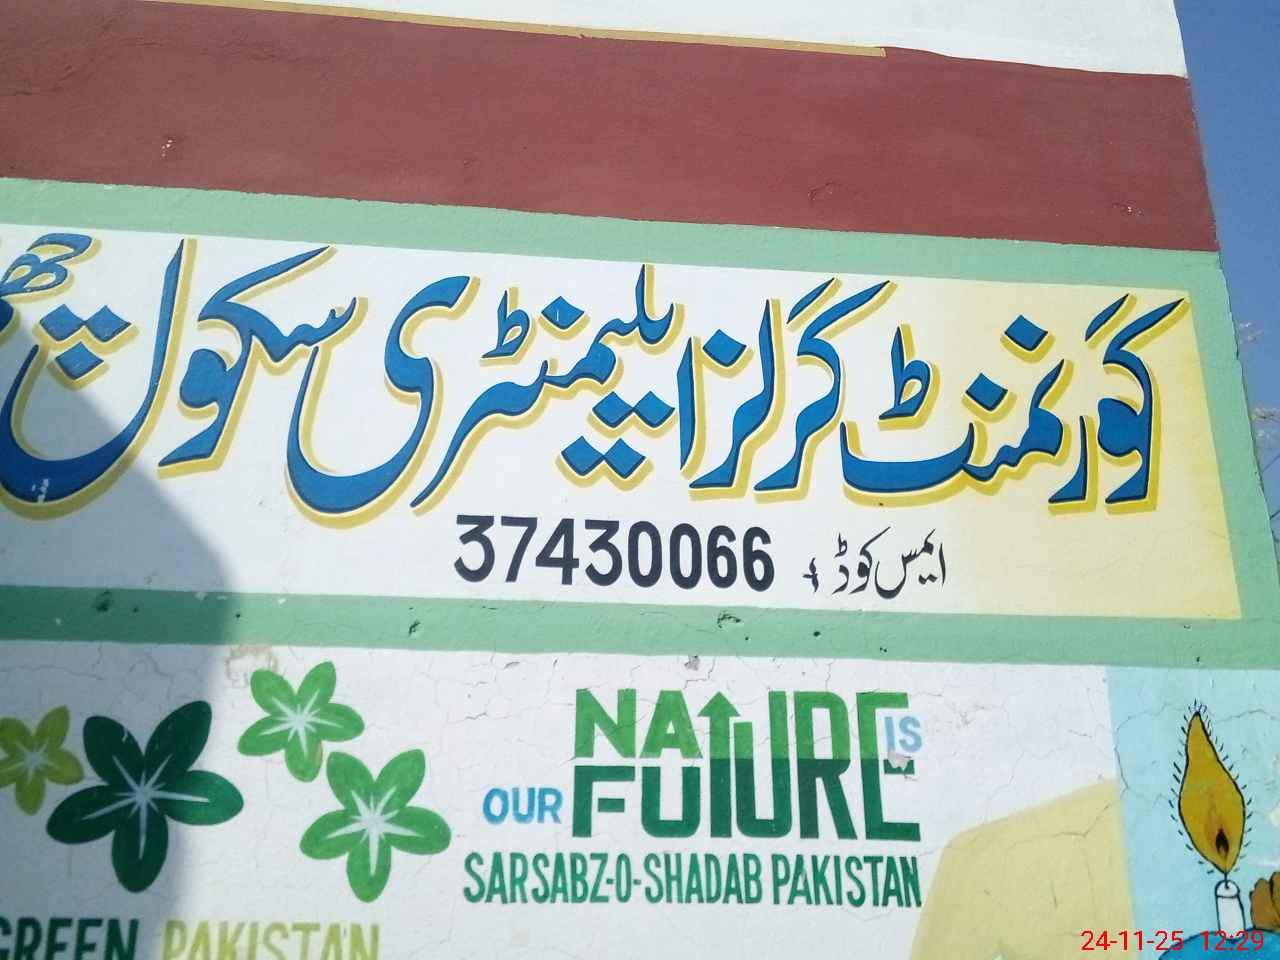 گورنمنٹ گرلز ایلیمنٹری سکول
ایمس کوڈ 37430066
NATURE IS
OUR FUTURE
SARSABZ-O-SHADAB PAKISTAN
GREEN PAKISTAN
24-11-25 12:29